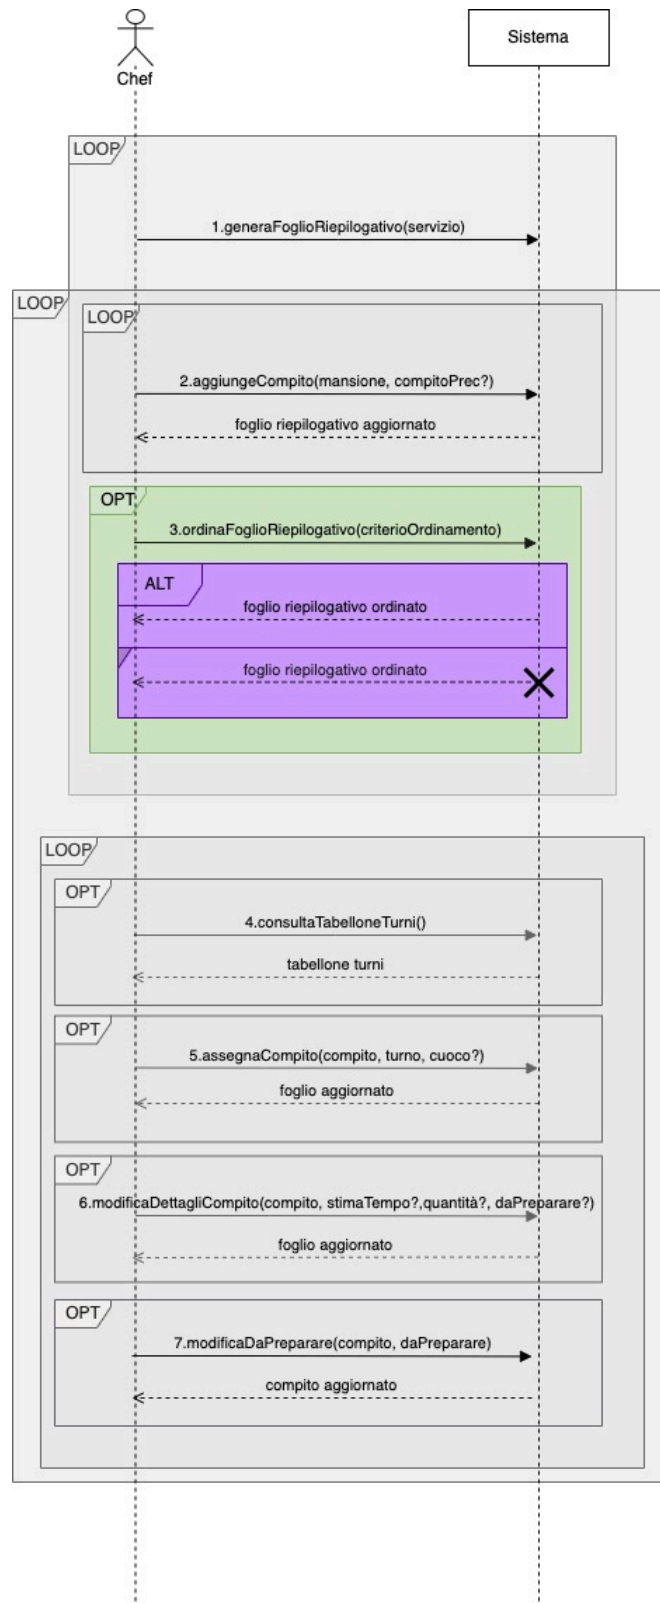 Chef
Sistema
LOOP
1.generaFoglioRiepilogativo(servizio)
LOOP
LOOP
2.aggiungeCompito(mansione, compitoPrec?)
foglio riepilogativo aggiornato
OPT
3.ordinaFoglioRiepilogativo(criterioOrdinamento)
ALT
foglio riepilogativo ordinato
foglio riepilogativo ordinato
LOOP
OPT
4.consultaTabelloneTurni()
tabellone turni
OPT
5.assegnaCompito(compito, turno, cuoco?)
foglio aggiornato
OPT
6.modificaDettagliCompito(compito, stimaTempo?,quantità?, daPreparare?)
foglio aggiornato
OPT
7.modificaDaPreparare(compito, daPreparare)
compito aggiornato